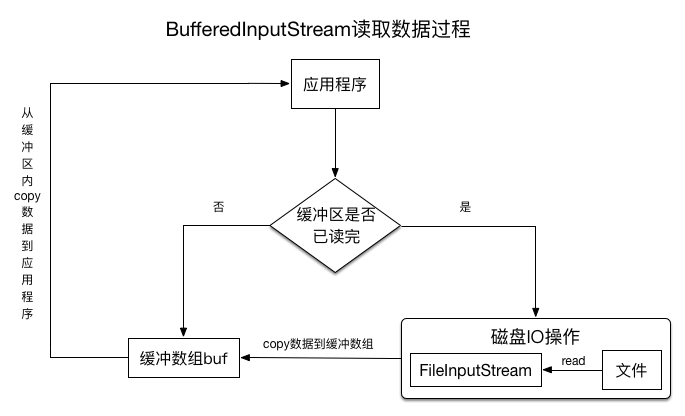 BufferedInputStream读取数据过程
应用程序
从
缓
冲
区
内
copy
数
据
到
应
用
程
序
缓冲区是否
已读完
否
是
磁盘IO操作
FileInputStream
read
文件
copy数据到缓冲数组
缓冲数组buf